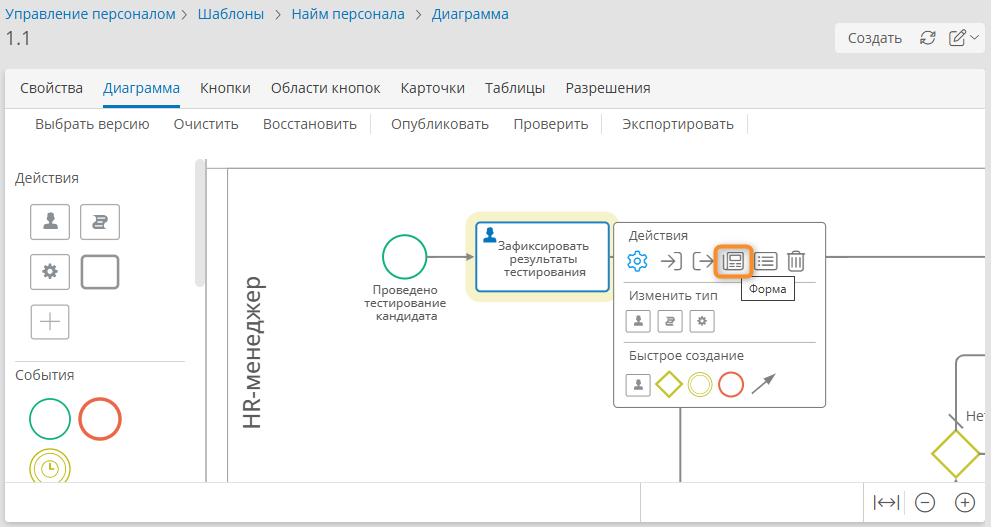 Управление персоналом > Шаблоны > Найм персонала > Диаграмма
1.1
Создать
Свойства Диаграмма Кнопки Области кнопок Карточки Таблицы Разрешения
Выбрать версию Очистить Восстановить Опубликовать Проверить Экспортировать
Действия
События
HR-менеджер
Проведено
тестирование
кандидата
Зафиксировать
результаты
тестирования
Действия
Форма
Изменить тип
Быстрое создание
Нет